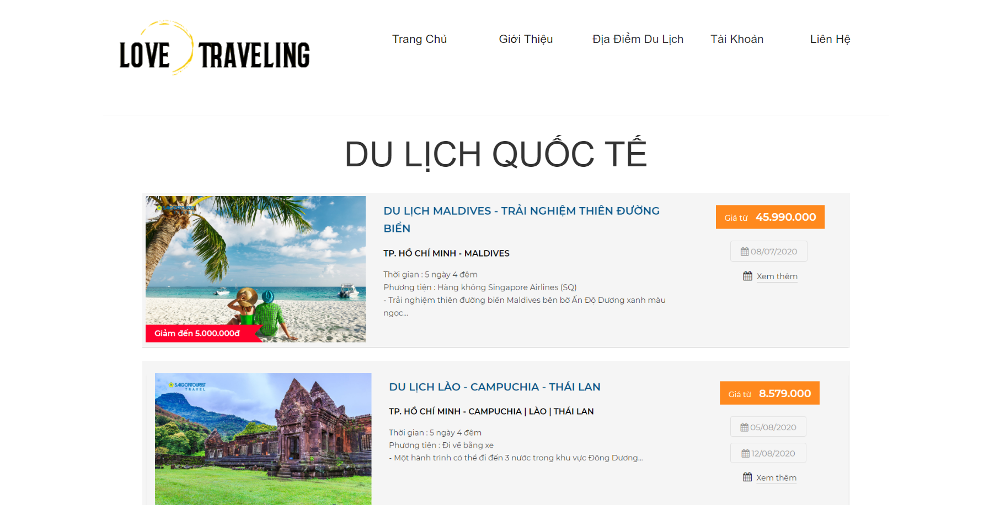 LOVE TRAVELING
Trang Chủ
Giới Thiệu
Địa Điểm Du Lịch
Tài Khoản
Liên Hệ
DU LỊCH QUỐC TẾ
SAIGONTOURIST
Giảm đến 5.000.000đ
DU LỊCH MALDIVES - TRẢI NGHIỆM THIÊN ĐƯỜNG
BIỂN
TP. HỒ CHÍ MINH - MALDIVES
Thời gian : 5 ngày 4 đêm
Phương tiện : Hàng không Singapore Airlines (SQ)
- Trải nghiệm thiên đường biển Maldives bên bờ Ấn Độ Dương xanh màu
ngọc...
Giá từ 45.990.000
08/07/2020
Xem thêm
SAIGONTOURIST
TRAVEL
DU LỊCH LÀO - CAMPUCHIA - THÁI LAN
TP. HỒ CHÍ MINH - CAMPUCHIA | LÀO | THÁI LAN
Thời gian : 5 ngày 4 đêm
Phương tiện : Đi về bằng xe
- Một hành trình có thể đi đến 3 nước trong khu vực Đông Dương...
Giá từ 8.579.000
05/08/2020
12/08/2020
Xem thêm